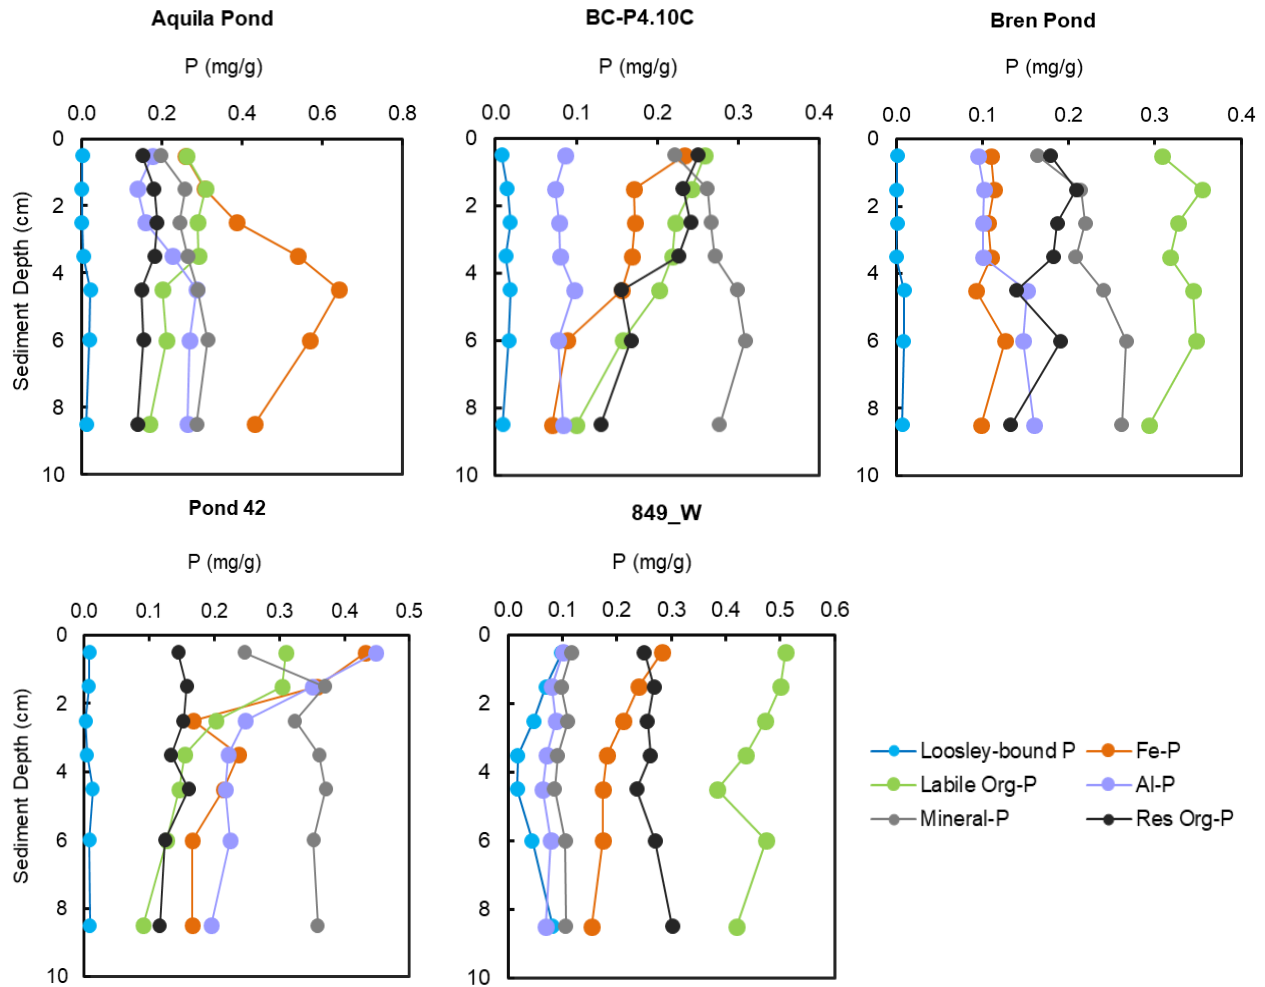 Aquila Pond
P (mg/g)
0.0 0.2 0.4 0.6 0.8
0
2
4
6
8
10
Sediment Depth (cm)
BC-P4.10C
P (mg/g)
0.0 0.1 0.2 0.3 0.4
0
2
4
6
8
10
Bren Pond
P (mg/g)
0.0 0.1 0.2 0.3 0.4
0
2
4
6
8
10
Pond 42
P (mg/g)
0.0 0.1 0.2 0.3 0.4 0.5
0
2
4
6
8
10
Sediment Depth (cm)
849_W
P (mg/g)
0.0 0.1 0.2 0.3 0.4 0.5 0.6
0
2
4
6
8
10
Loosley-bound P Fe-P
Labile Org-P Al-P
Mineral-P Res Org-P